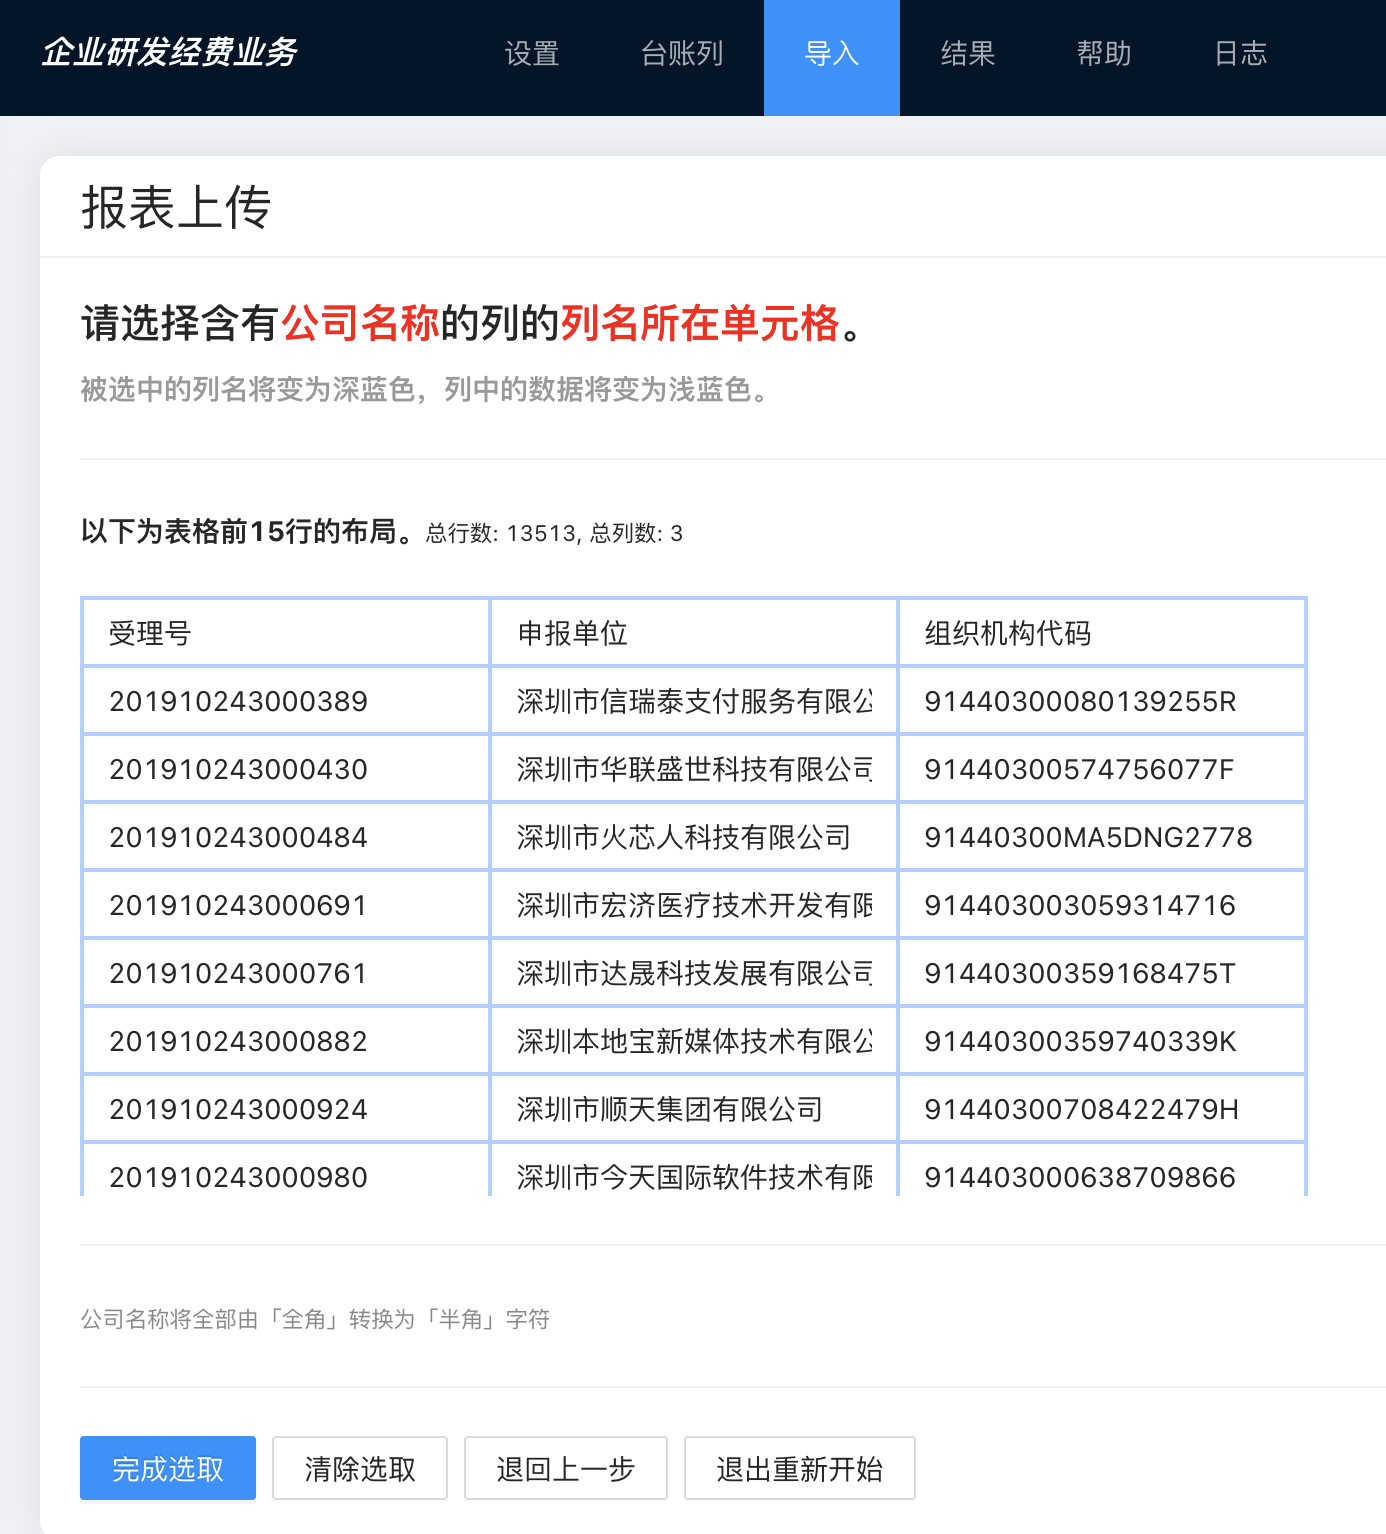 企业研发经费业务 设置 台账列 导入 结果 帮助 日志
报表上传
请选择含有公司名称的列的列名所在单元格。
被选中的列名将变为深蓝色，列中的数据将变为浅蓝色。
以下为表格前15行的布局。总行数: 13513, 总列数: 3
受理号 申报单位 组织机构代码
201910243000389 深圳市信瑞泰支付服务有限公 91440300080139255R
201910243000430 深圳市华联盛世科技有限公司 91440300574756077F
201910243000484 深圳市火芯人科技有限公司 91440300MA5DNG2778
201910243000691 深圳市宏济医疗技术开发有限 914403003059314716
201910243000761 深圳市达晟科技发展有限公司 91440300359168475T
201910243000882 深圳本地宝新媒体技术有限公 91440300359740339K
201910243000924 深圳市顺天集团有限公司 91440300708422479H
201910243000980 深圳市今天国际软件技术有限 914403000638709866
公司名称将全部由「全角」转换为「半角」字符
完成选取 清除选取 退回上一步 退出重新开始